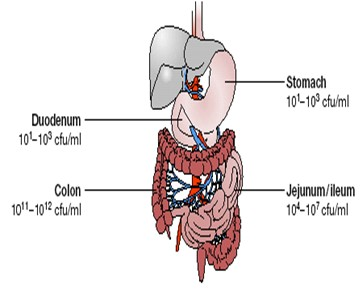 Stomach
10¹–10³ cfu/ml
Duodenum
10¹–10³ cfu/ml
Colon
10¹¹–10¹² cfu/ml
Jejunum/ileum
10⁴–10⁷ cfu/ml